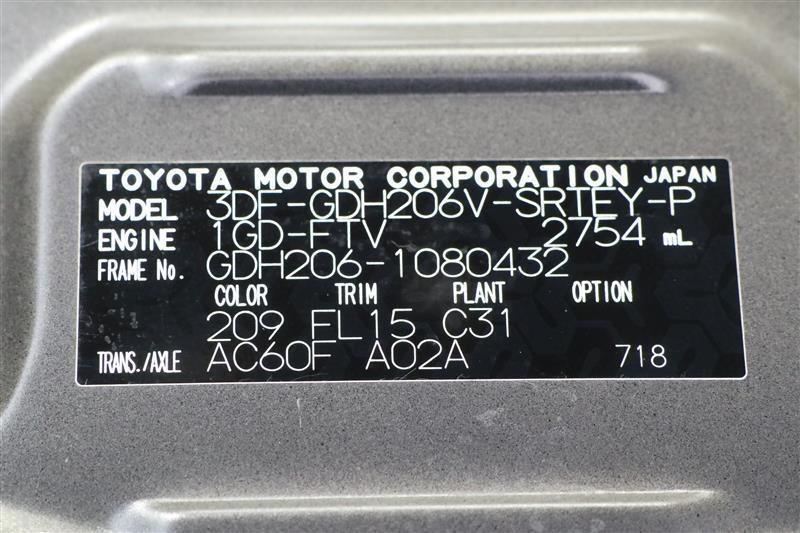 TOYOTA MOTOR CORPORATION JAPAN
MODEL 3DF-GDH206V-SRTEY-P
ENGINE 1GD-FTV 2754 mL
FRAME No. GDH206-1080432
COLOR TRIM PLANT OPTION
209 FL15 C31
TRANS./AXLE AC60F A02A 718